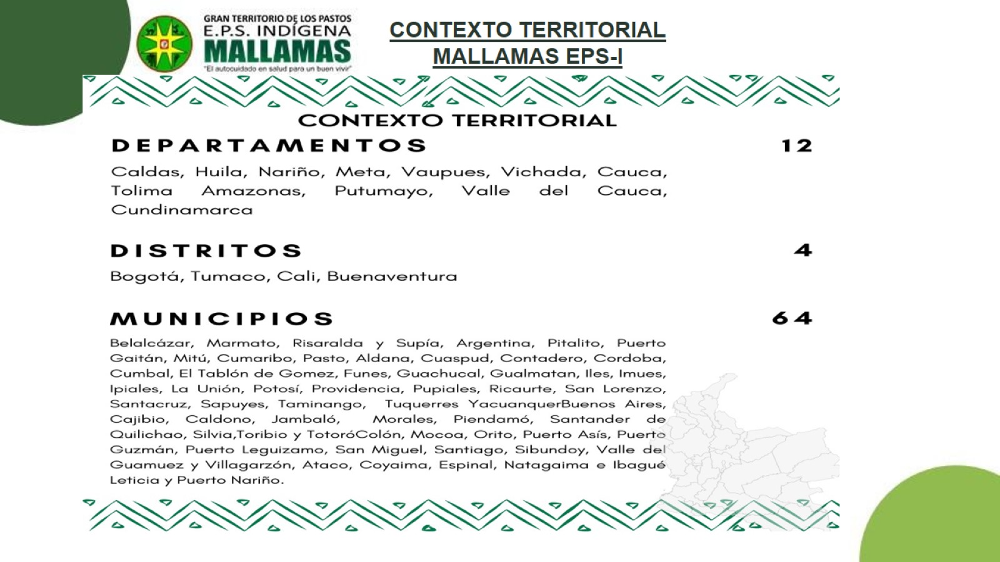 GRAN TERRITORIO DE LOS PASTOS
E.P.S. INDÍGENA
MALLAMAS
"El autocuidado en salud para un buen vivir"
CONTEXTO TERRITORIAL
MALLAMAS EPS-I
CONTEXTO TERRITORIAL
DEPARTAMENTOS 12
Caldas, Huila, Nariño, Meta, Vaupues, Vichada, Cauca,
Tolima Amazonas, Putumayo, Valle del Cauca,
Cundinamarca
DISTRITOS 4
Bogotá, Tumaco, Cali, Buenaventura
MUNICIPIOS 64
Belalcázar, Marmato, Risaralda y Supía, Argentina, Pitalito, Puerto
Gaitán, Mitú, Cumaribo, Pasto, Aldana, Cuaspud, Contadero, Cordoba,
Cumbal, El Tablón de Gomez, Funes, Guachucal, Gualmatan, Iles, Imues,
Ipiales, La Unión, Potosí, Providencia, Pupiales, Ricaurte, San Lorenzo,
Santacruz, Sapuyes, Taminango, Tuquerres YacuanquerBuenos Aires,
Cajibio, Caldono, Jambaló, Morales, Piendamó, Santander de
Quilichao, Silvia,Toribio y TotoróColón, Mocoa, Orito, Puerto Asís, Puerto
Guzmán, Puerto Leguizamo, San Miguel, Santiago, Sibundoy, Valle del
Guamuez y Villagarzón, Ataco, Coyaima, Espinal, Natagaima e Ibagué
Leticia y Puerto Nariño.